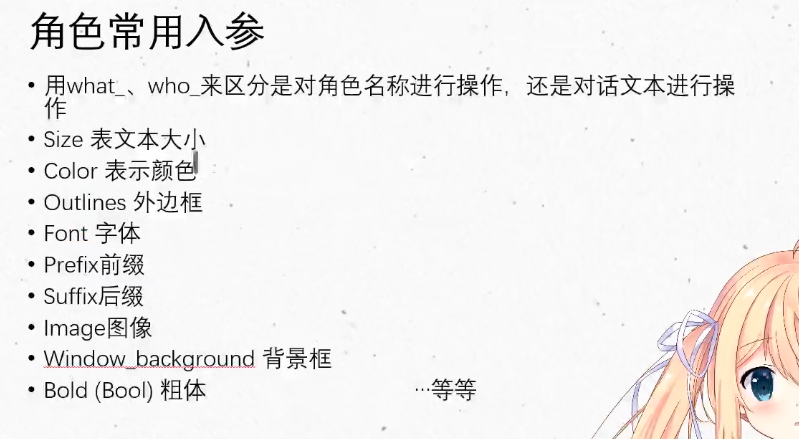 角色常用入参
• 用what_、who_来区分是对角色名称进行操作，还是对话文本进行操
作
• Size 表文本大小
• Color 表示颜色
• Outlines 外边框
• Font 字体
• Prefix前缀
• Suffix后缀
• Image图像
• Window_background 背景框
• Bold (Bool) 粗体 …等等